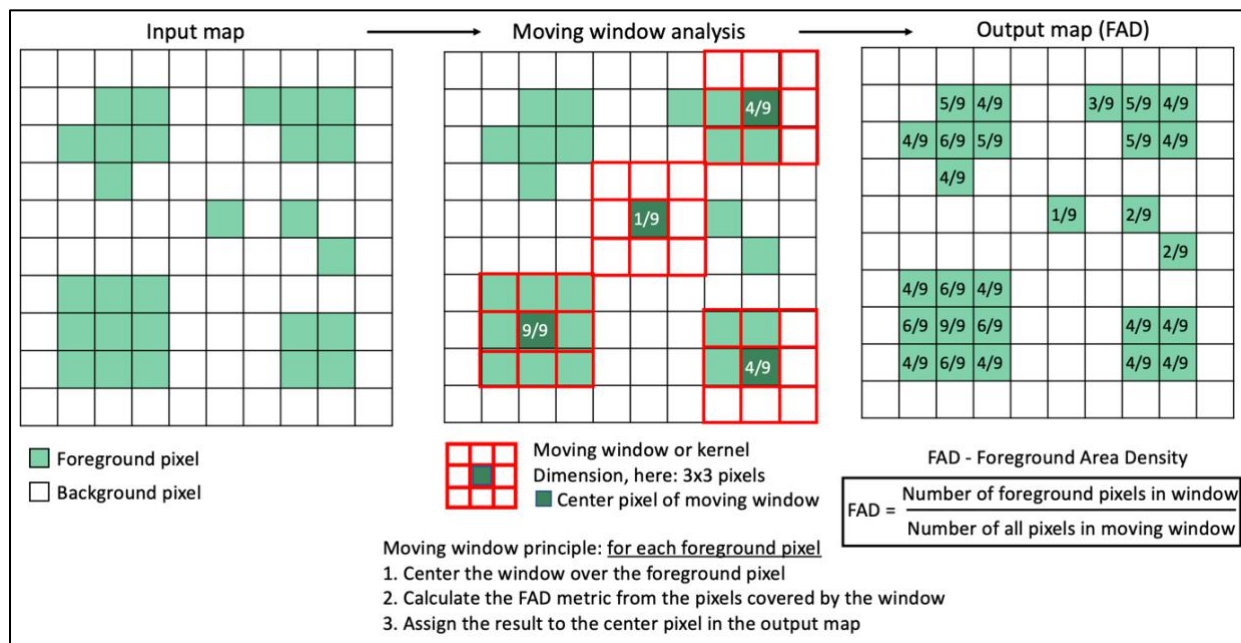 Input map
Moving window analysis
Output map (FAD)
4/9
1/9
9/9
4/9
5/9 4/9 3/9 5/9 4/9
4/9 6/9 5/9 5/9 4/9
4/9
1/9 2/9
2/9
4/9 6/9 4/9
6/9 9/9 6/9 4/9 4/9
4/9 6/9 4/9 4/9 4/9
Foreground pixel
Background pixel
Moving window or kernel
Dimension, here: 3x3 pixels
Center pixel of moving window
FAD - Foreground Area Density
FAD =
Number of foreground pixels in window
Number of all pixels in moving window
Moving window principle: for each foreground pixel
1. Center the window over the foreground pixel
2. Calculate the FAD metric from the pixels covered by the window
3. Assign the result to the center pixel in the output map